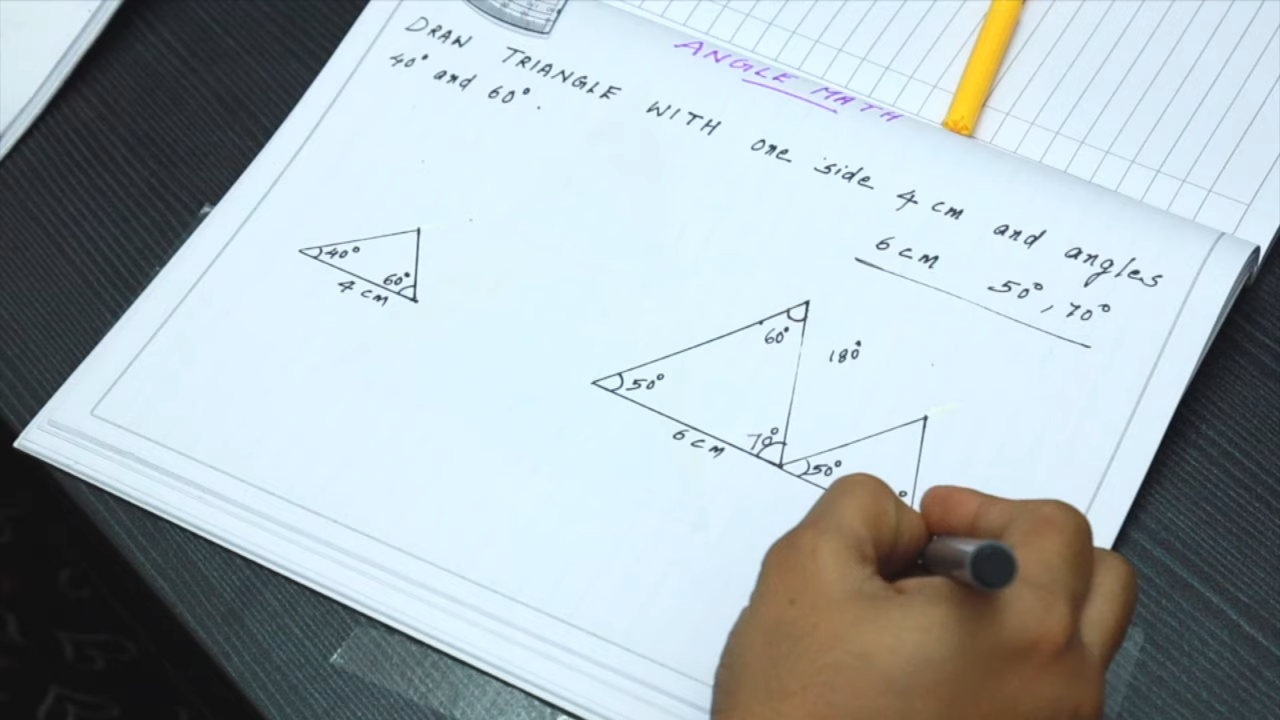 ANGLE MATH
DRAW TRIANGLE WITH one side 4 cm and angles
40° and 60°.
6 cm 50°, 70°
40°
60°
4 cm
60°
180°
50°
70°
6 cm
50°